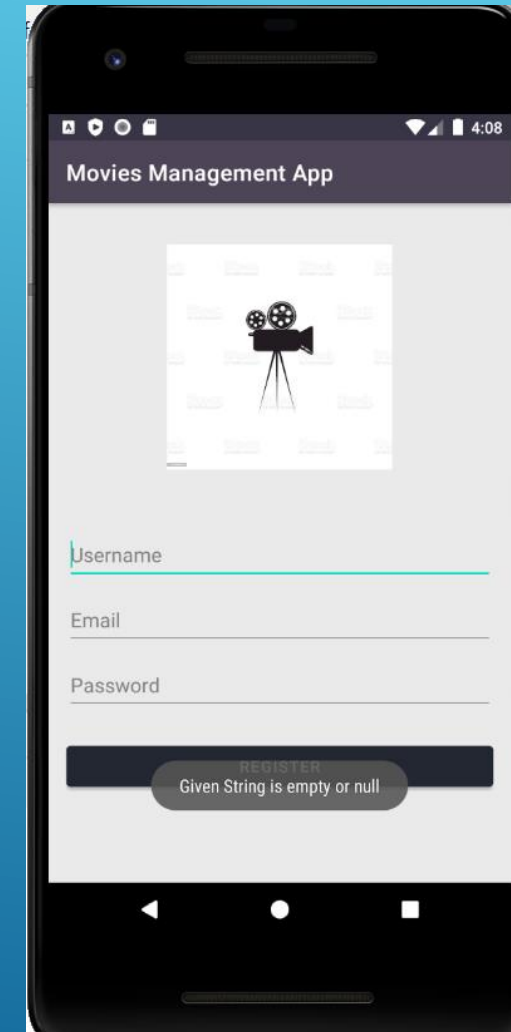 4:08
Movies Management App
Username
Email
Password
REGISTER
Given String is empty or null